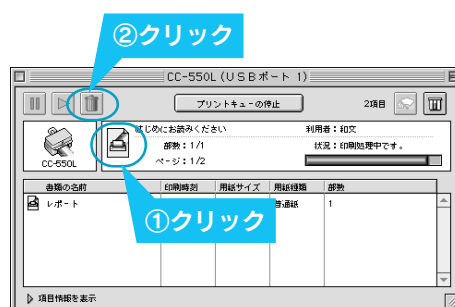 ②クリック
CC-550L (USBポート 1)
プリントキューの停止
2項目
はじめにお読みください
利用者：和文
部数：1/1
状況：印刷処理中です。
ページ：1/2
CC-550L
書類の名前 印刷時刻 用紙サイズ 用紙種類 部数
レポート 普通紙 1
①クリック
項目情報を表示